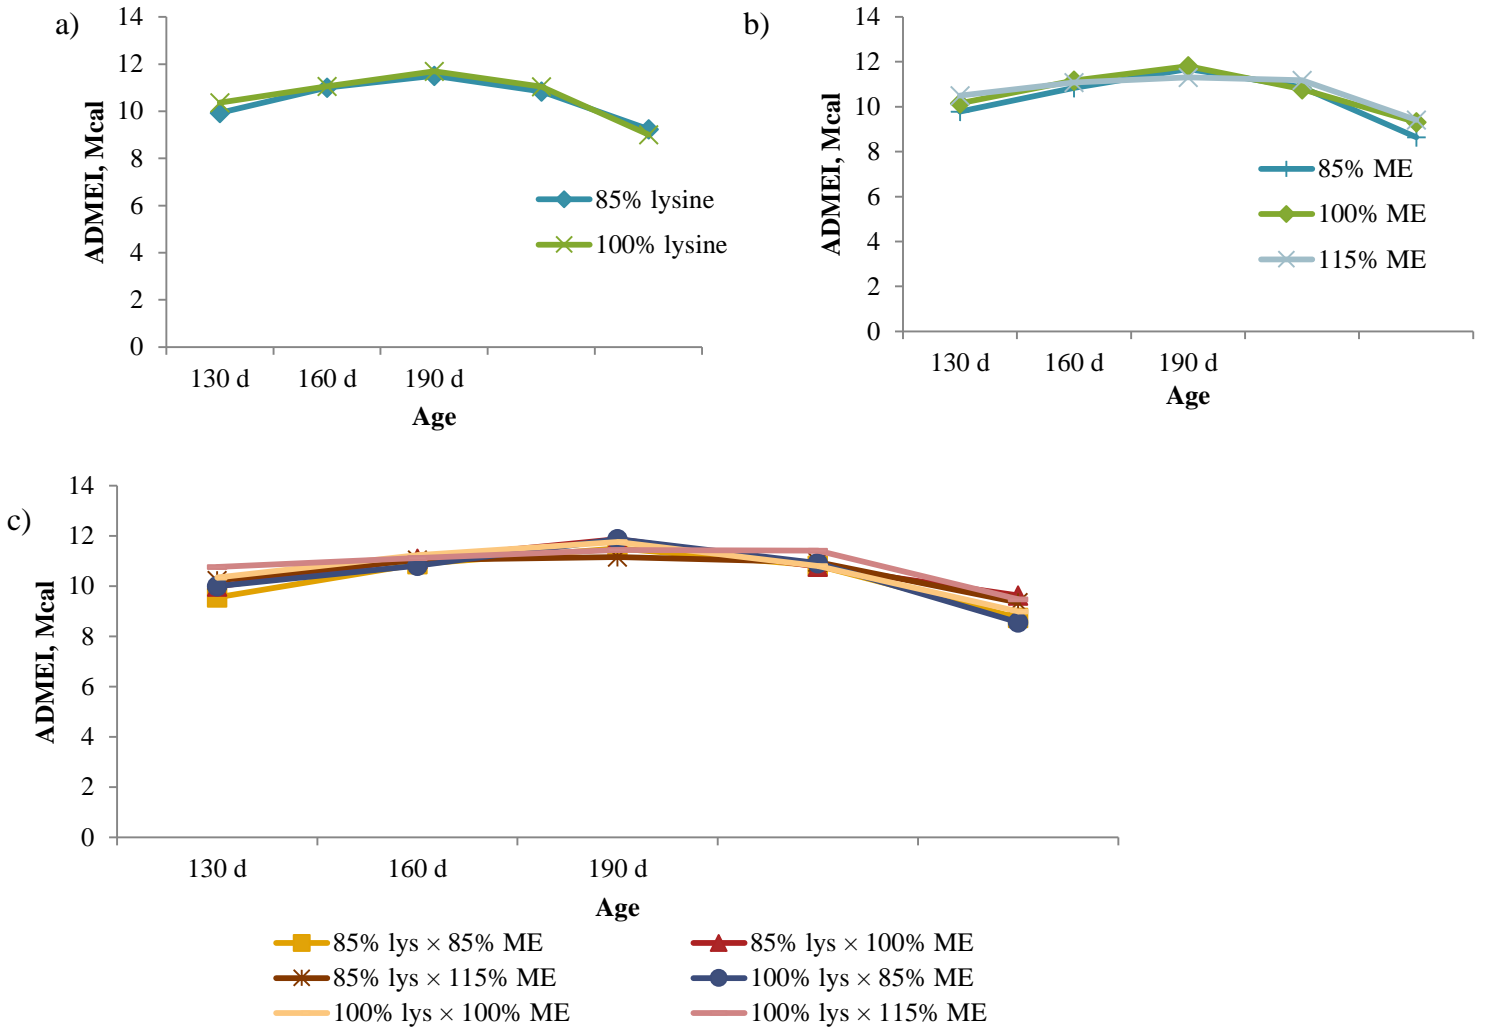 a)
14
12
10
8
6
4
2
0
ADMEI, Mcal
85% lysine
100% lysine
130 d 160 d 190 d
Age
b)
14
12
10
8
6
4
2
0
ADMEI, Mcal
85% ME
100% ME
115% ME
130 d 160 d 190 d
Age
c)
14
12
10
8
6
4
2
0
ADMEI, Mcal
130 d 160 d 190 d
Age
85% lys × 85% ME 85% lys × 100% ME
85% lys × 115% ME 100% lys × 85% ME
100% lys × 100% ME 100% lys × 115% ME